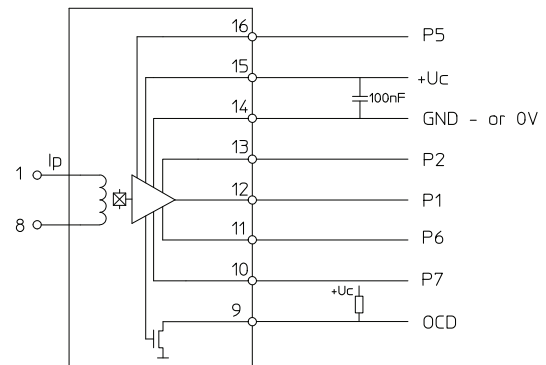 16 P5
15 +Uc
100nF
14 GND - or 0V
13 P2
1 Ip
12 P1
8
11 P6
10 P7
+Uc
9 OCD